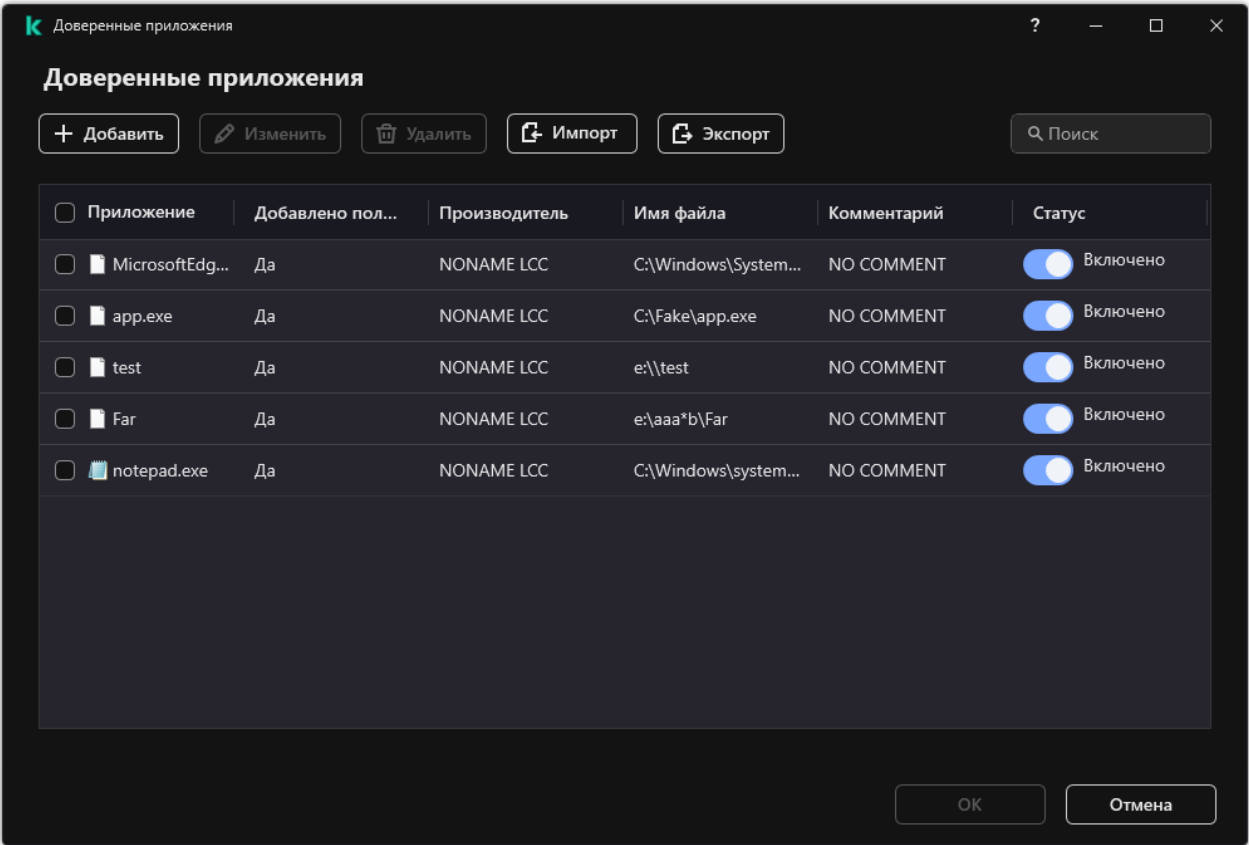 Доверенные приложения
?
Доверенные приложения
Добавить Изменить Удалить Импорт Экспорт Поиск
Приложение Добавлено пол... Производитель Имя файла Комментарий Статус
MicrosoftEdg... Да NONAME LCC C:\Windows\System... NO COMMENT Включено
app.exe Да NONAME LCC C:\Fake\app.exe NO COMMENT Включено
test Да NONAME LCC e:\\test NO COMMENT Включено
Far Да NONAME LCC e:\aaa*b\Far NO COMMENT Включено
notepad.exe Да NONAME LCC C:\Windows\system... NO COMMENT Включено
ОК Отмена